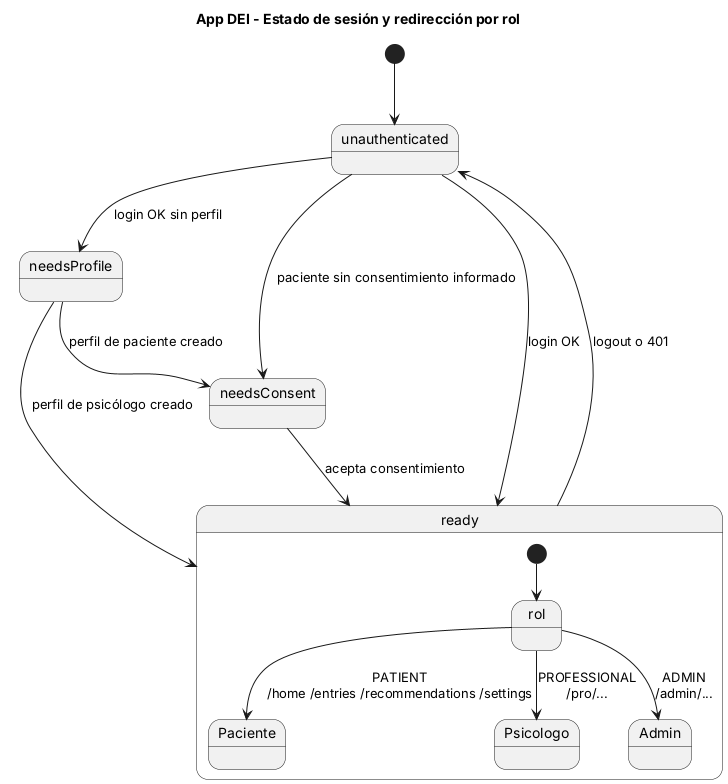 App DEI - Estado de sesión y redirección por rol
unauthenticated
login OK sin perfil
needsProfile
paciente sin consentimiento informado
login OK
logout o 401
perfil de paciente creado
needsConsent
perfil de psicólogo creado
acepta consentimiento
ready
rol
PATIENT
/home /entries /recommendations /settings
PROFESSIONAL
/pro/...
ADMIN
/admin/...
Paciente
Psicologo
Admin